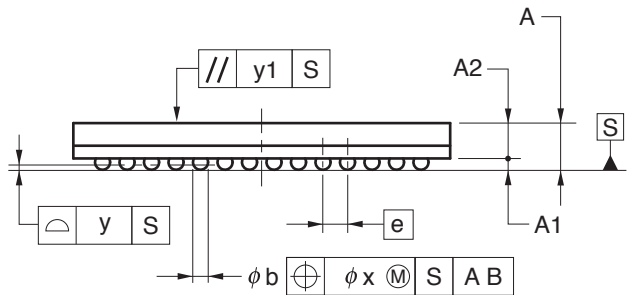 A
A2
// y1 S
S
A1
⌓ y S
e
ϕb ⌖ ϕx Ⓜ S A B